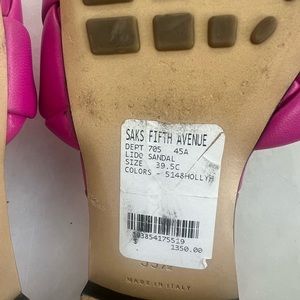 SAKS FIFTH AVENUE
DEPT 705 45A
LIDO SANDAL
SIZE 39.5C
COLORS - 5148HOLLYH
$ 1350.00
MADE IN ITALY